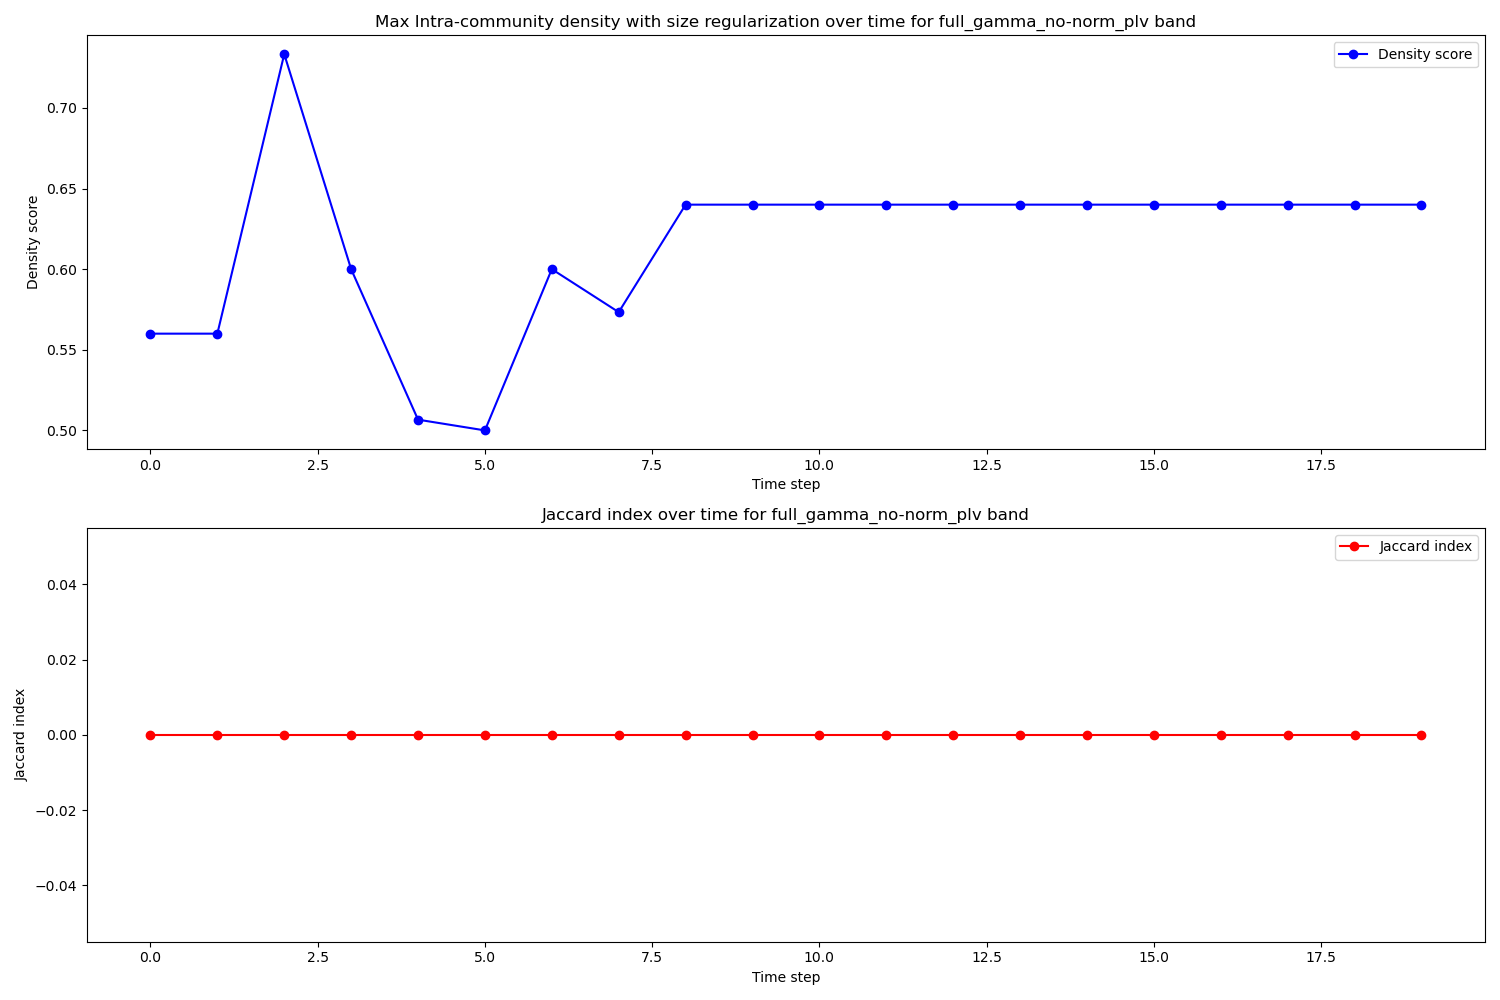 Max Intra-community density with size regularization over time for full_gamma_no-norm_plv band
Density score
0.70
0.65
0.60
0.55
0.50
Density score
0.0 2.5 5.0 7.5 10.0 12.5 15.0 17.5
Time step
Jaccard index over time for full_gamma_no-norm_plv band
Jaccard index
0.04
0.02
0.00
−0.02
−0.04
Jaccard index
0.0 2.5 5.0 7.5 10.0 12.5 15.0 17.5
Time step